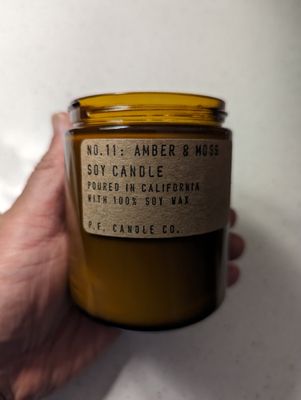 NO.11: AMBER & MOSS
SOY CANDLE
POURED IN CALIFORNIA
WITH 100% SOY WAX
P.F. CANDLE CO.